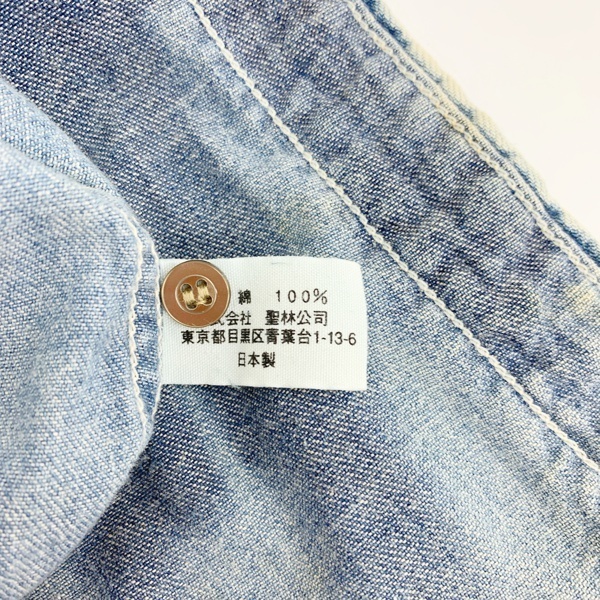 綿 100%
会社 聖林公司
東京都目黒区青葉台1-13-6
日本製